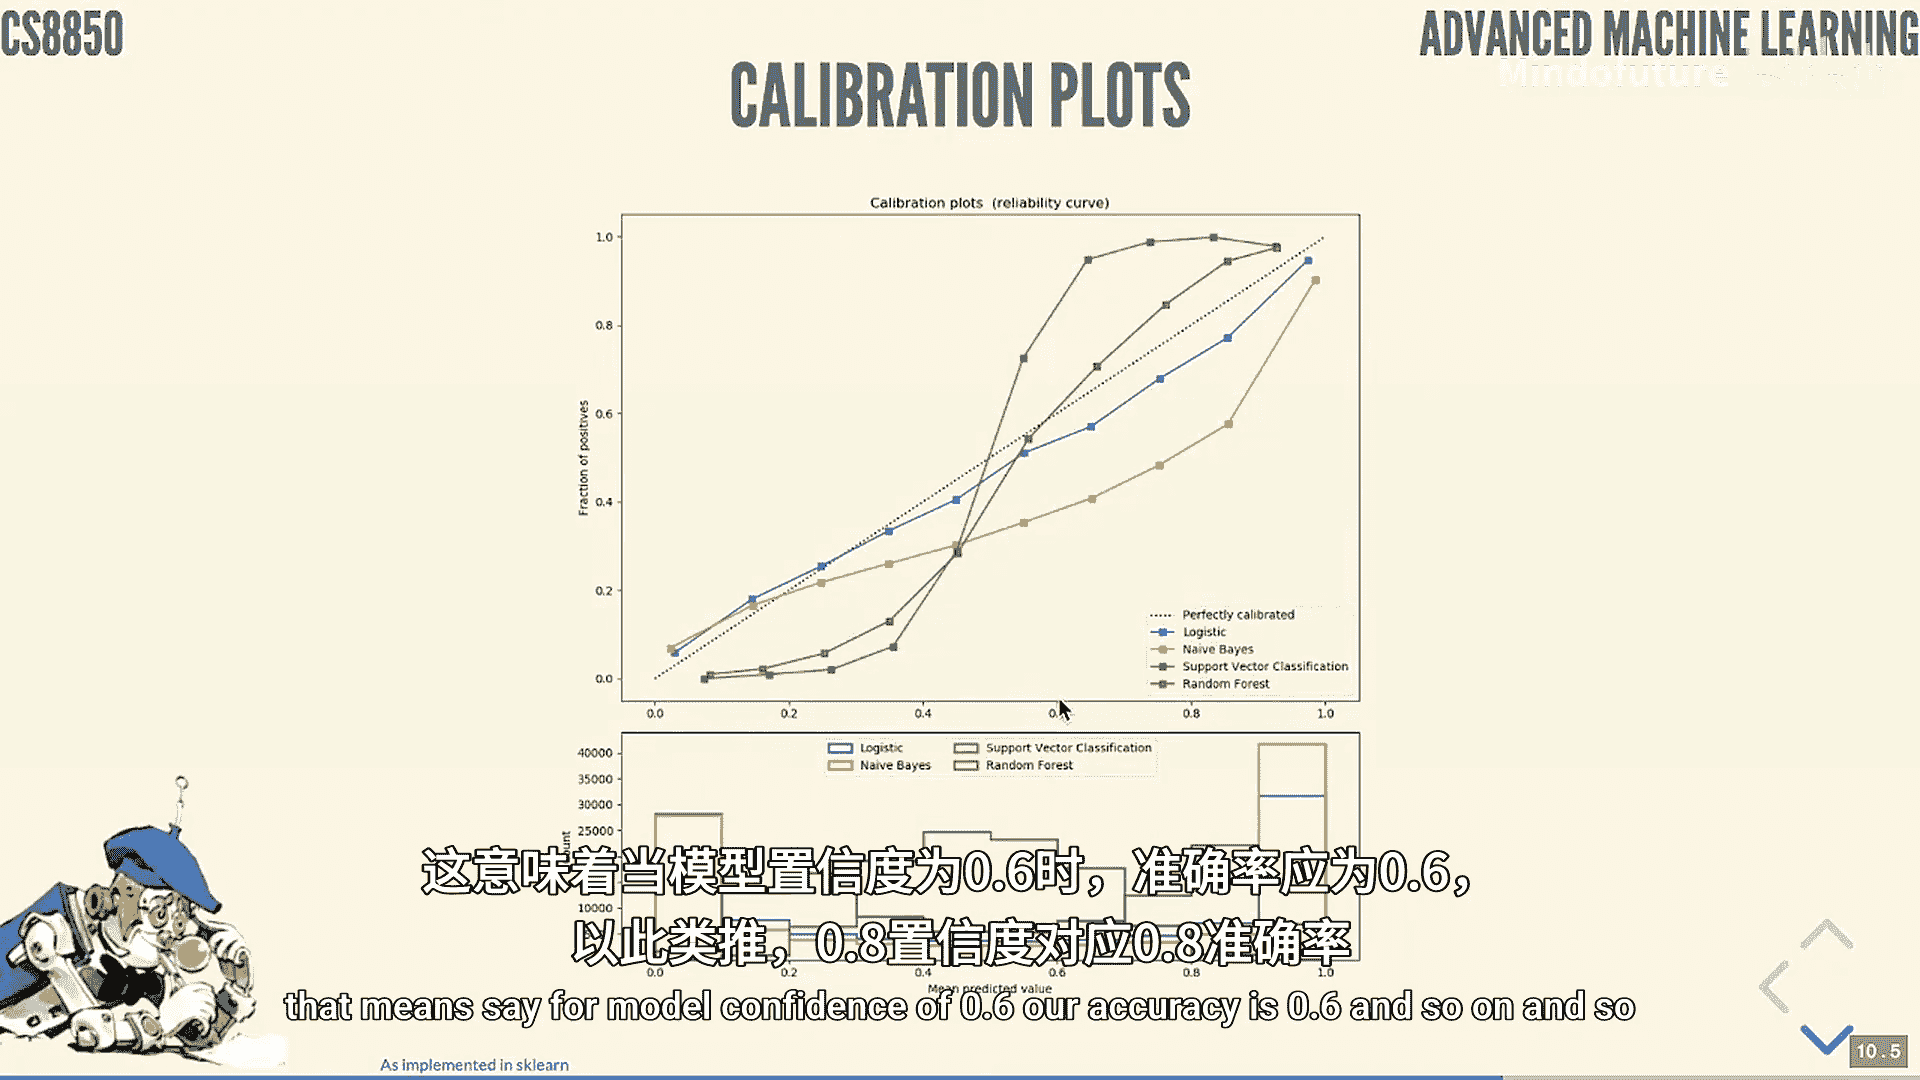 CS8850
ADVANCED MACHINE LEARNING
Mindofuture
CALIBRATION PLOTS
Calibration plots (reliability curve)
1.0
0.8
0.6
0.4
0.2
0.0
Fraction of positives
Perfectly calibrated
Logistic
Naive Bayes
Support Vector Classification
Random Forest
0.0 0.2 0.4 0.8 1.0
Logistic Support Vector Classification
Naive Bayes Random Forest
40000
35000
30000
25000
10000
这意味着当模型置信度为0.6时，准确率应为0.6，
以此类推，0.8置信度对应0.8准确率
0.0 0.2 0.4 0.6 0.8 1.0
Mean predicted value
that means say for model confidence of 0.6 our accuracy is 0.6 and so on and so
As implemented in sklearn
10.5